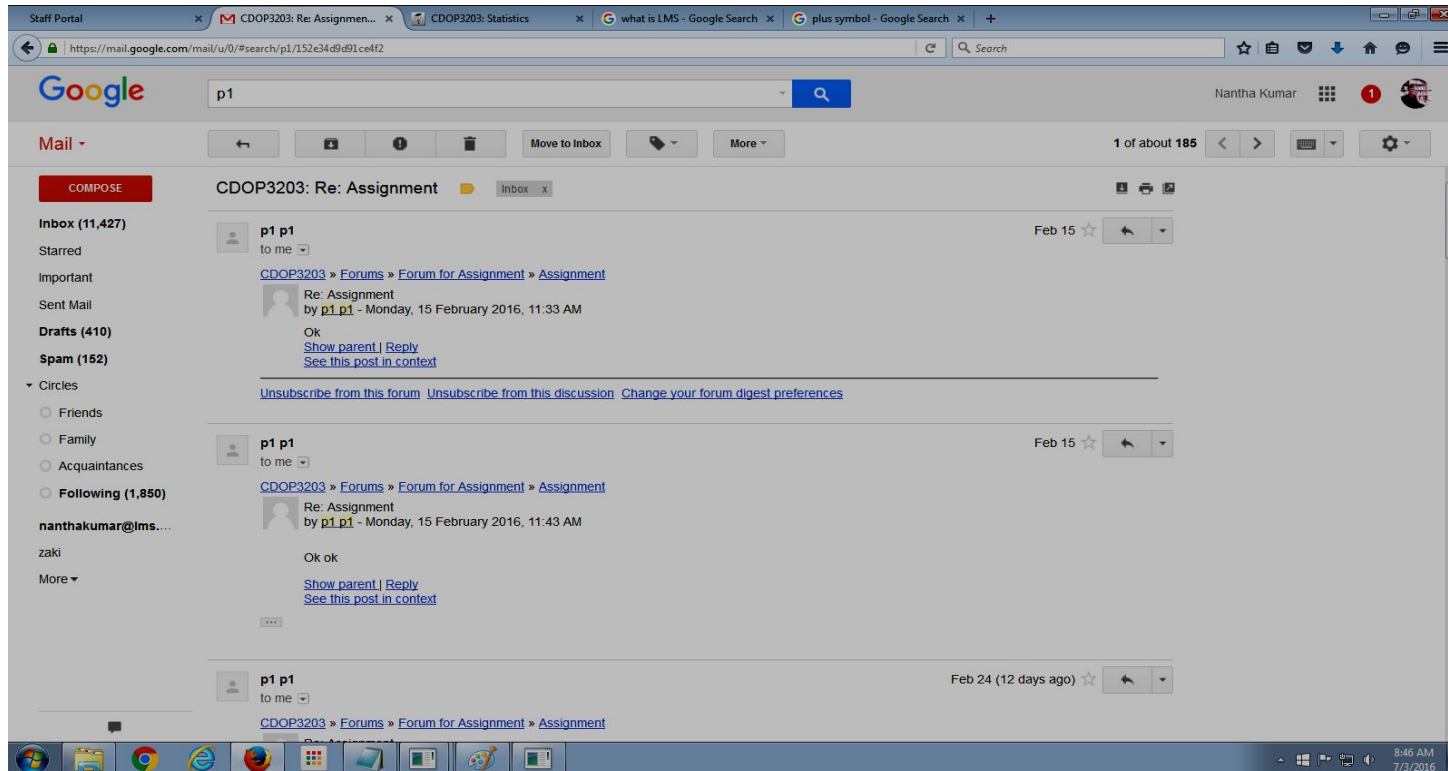 Staff Portal
CDOP3203: Re: Assignmen...
CDOP3203: Statistics
what is LMS - Google Search
plus symbol - Google Search
https://mail.google.com/mail/u/0/#search/p1/152e34d9d91ce4f2
Search
Google
p1
Nantha Kumar
1
Mail
Move to Inbox
More
1 of about 185
COMPOSE
CDOP3203: Re: Assignment
Inbox x
Inbox (11,427)
Starred
Important
Sent Mail
Drafts (410)
Spam (152)
Circles
Friends
Family
Acquaintances
Following (1,850)
nanthakumar@lms....
zaki
More
p1 p1
Feb 15
to me
CDOP3203 » Forums » Forum for Assignment » Assignment
Re: Assignment
by p1 p1 - Monday, 15 February 2016, 11:33 AM
Ok
Show parent | Reply
See this post in context
Unsubscribe from this forum Unsubscribe from this discussion Change your forum digest preferences
p1 p1
Feb 15
to me
CDOP3203 » Forums » Forum for Assignment » Assignment
Re: Assignment
by p1 p1 - Monday, 15 February 2016, 11:43 AM
Ok ok
Show parent | Reply
See this post in context
p1 p1
Feb 24 (12 days ago)
to me
CDOP3203 » Forums » Forum for Assignment » Assignment
8:46 AM
7/3/2016